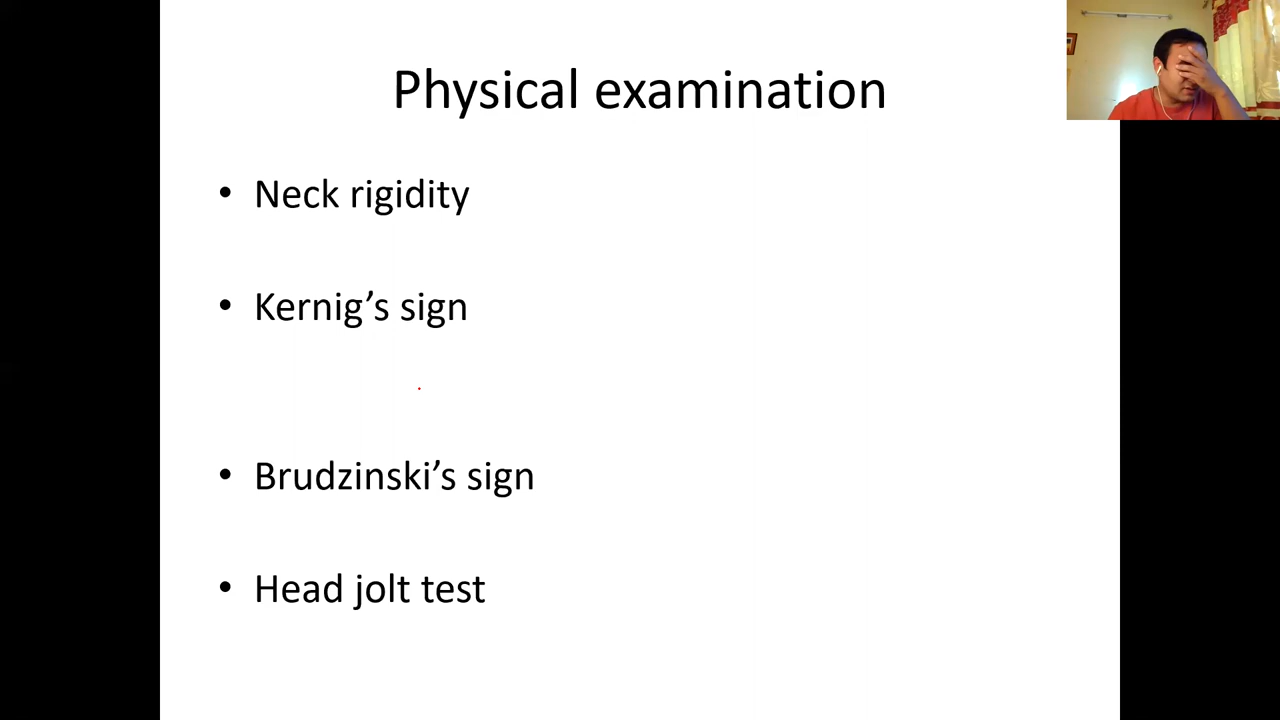 Physical examination
• Neck rigidity
• Kernig’s sign
• Brudzinski’s sign
• Head jolt test